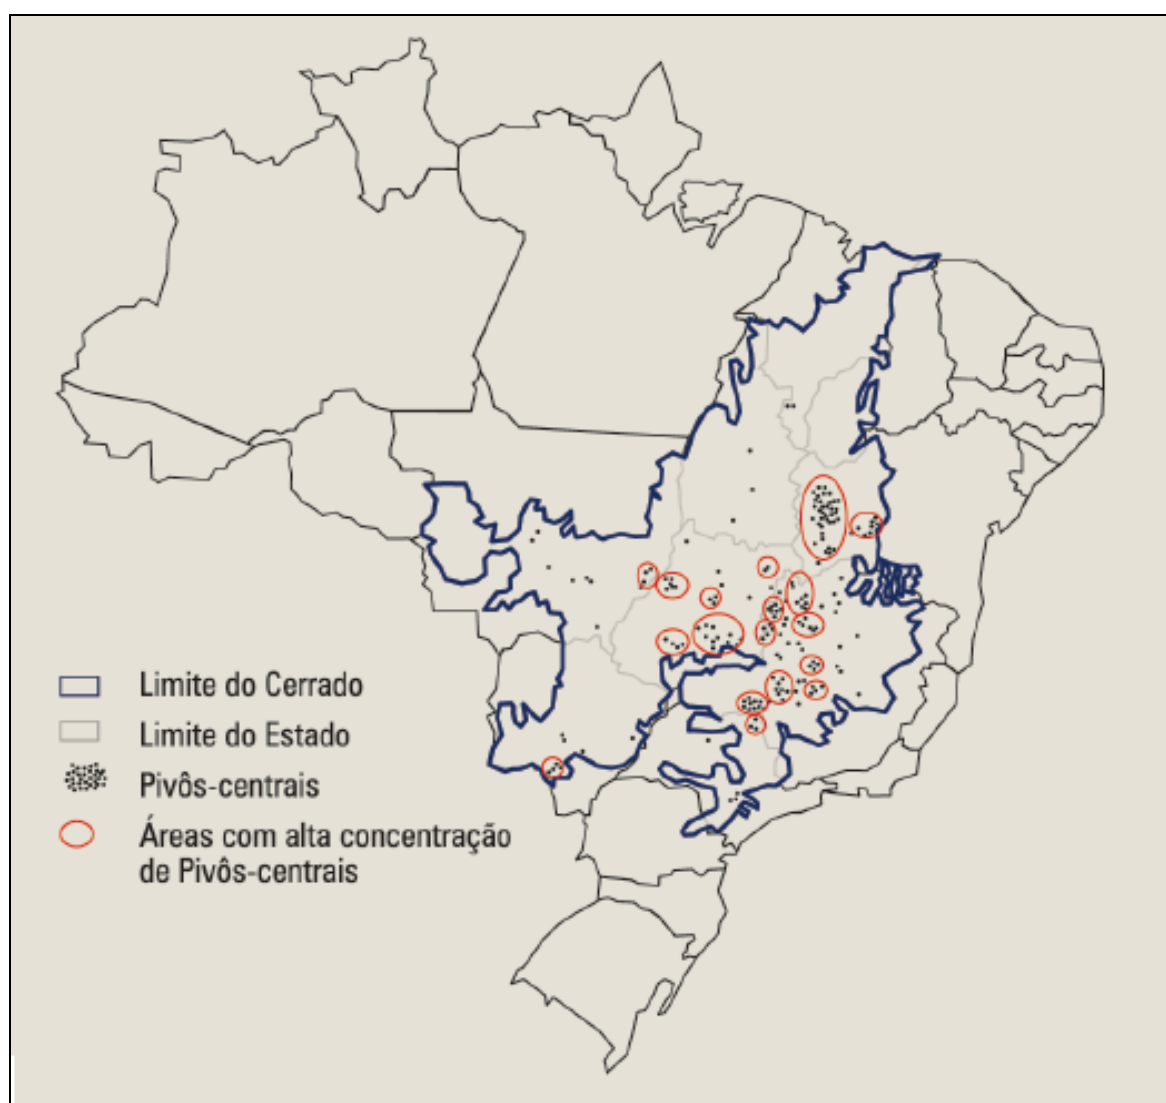 Limite do Cerrado
Limite do Estado
Pivôs-centrais
Áreas com alta concentração
de Pivôs-centrais